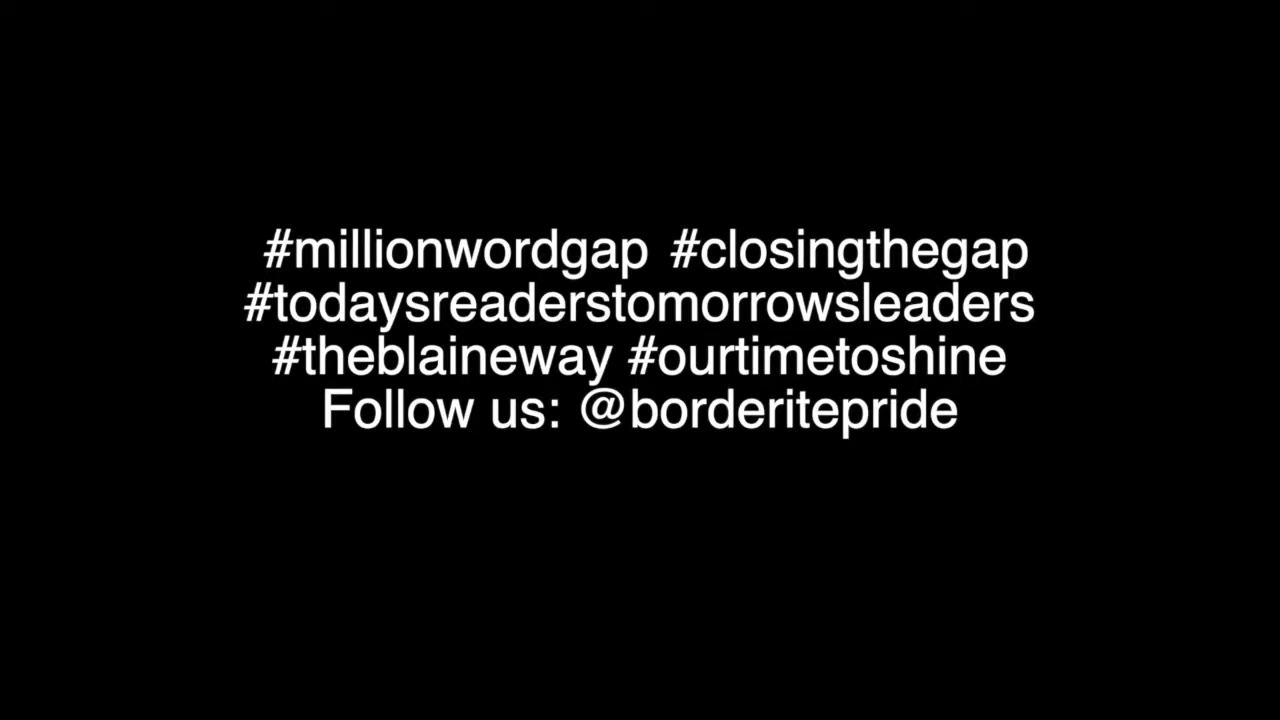 #millionwordgap #closingthegap
#todaysreaderstomorrowsleaders
#theblaineway #ourtimetoshine
Follow us: @borderitepride